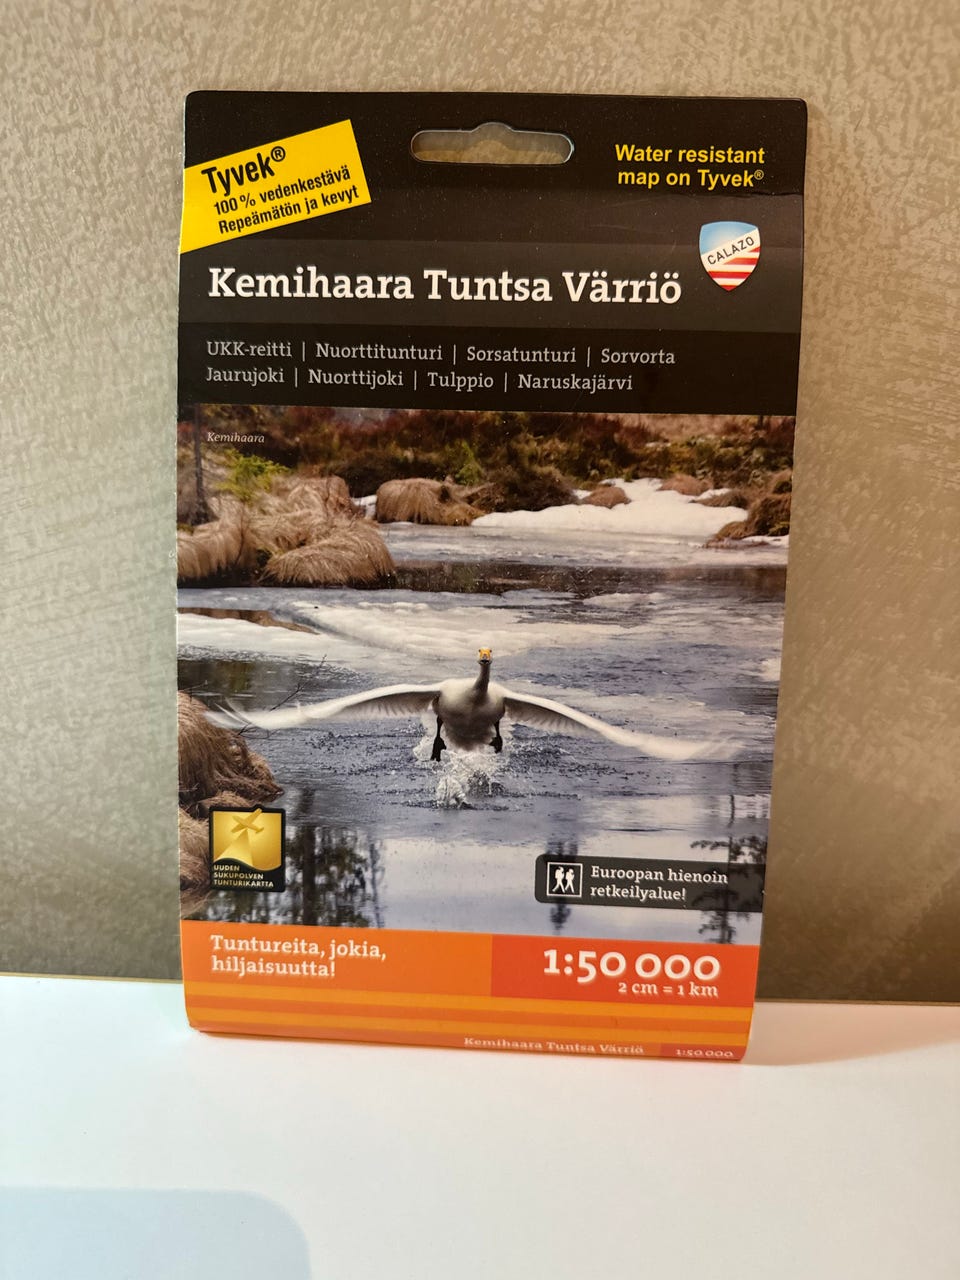 Tyvek®
100% vedenkestävä
Repeämätön ja kevyt
Water resistant
map on Tyvek®
CALAZO
Kemihaara Tuntsa Värriö
UKK-reitti | Nuorttitunturi | Sorsatunturi | Sorvorta
Jaurujoki | Nuorttijoki | Tulppio | Naruskajärvi
Kemihaara
UUDEN
SUKUPOLVEN
TUNTURIKARTTA
Euroopan hienoin
retkeilyalue!
Tuntureita, jokia,
hiljaisuutta!
1:50 000
2 cm = 1 km
Kemihaara Tuntsa Värriö 1:50 000